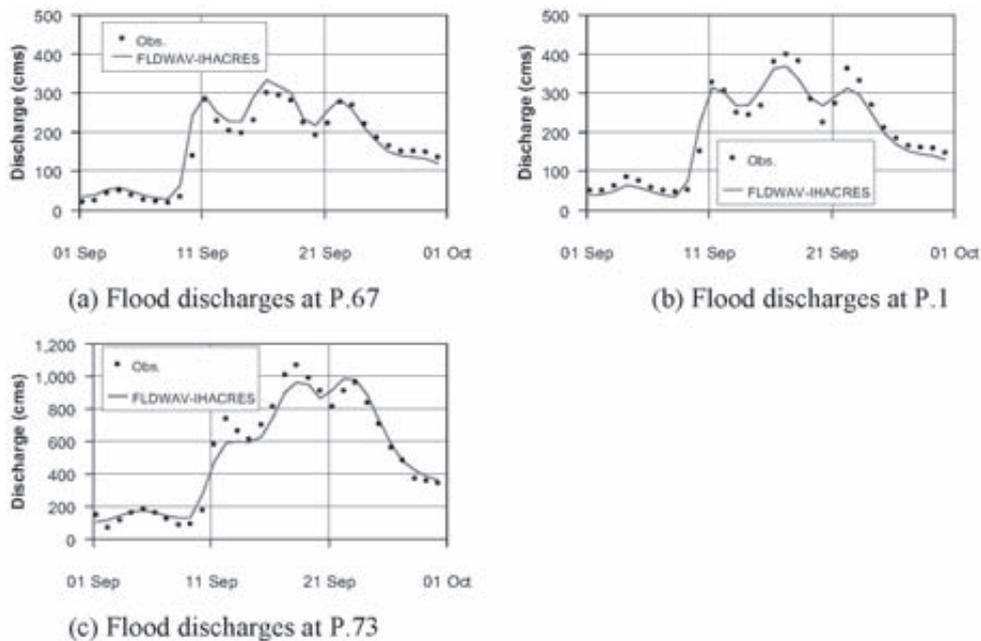 500
400
300
200
100
0
Discharge (cms)
Obs.
FLDWAV-IHACRES
01 Sep 11 Sep 21 Sep 01 Oct
(a) Flood discharges at P.67
500
400
300
200
100
0
Discharge (cms)
Obs.
FLDWAV-IHACRES
01 Sep 11 Sep 21 Sep 01 Oct
(b) Flood discharges at P.1
1,200
1,000
800
600
400
200
0
Discharge (cms)
Obs.
FLDWAV-IHACRES
01 Sep 11 Sep 21 Sep 01 Oct
(c) Flood discharges at P.73